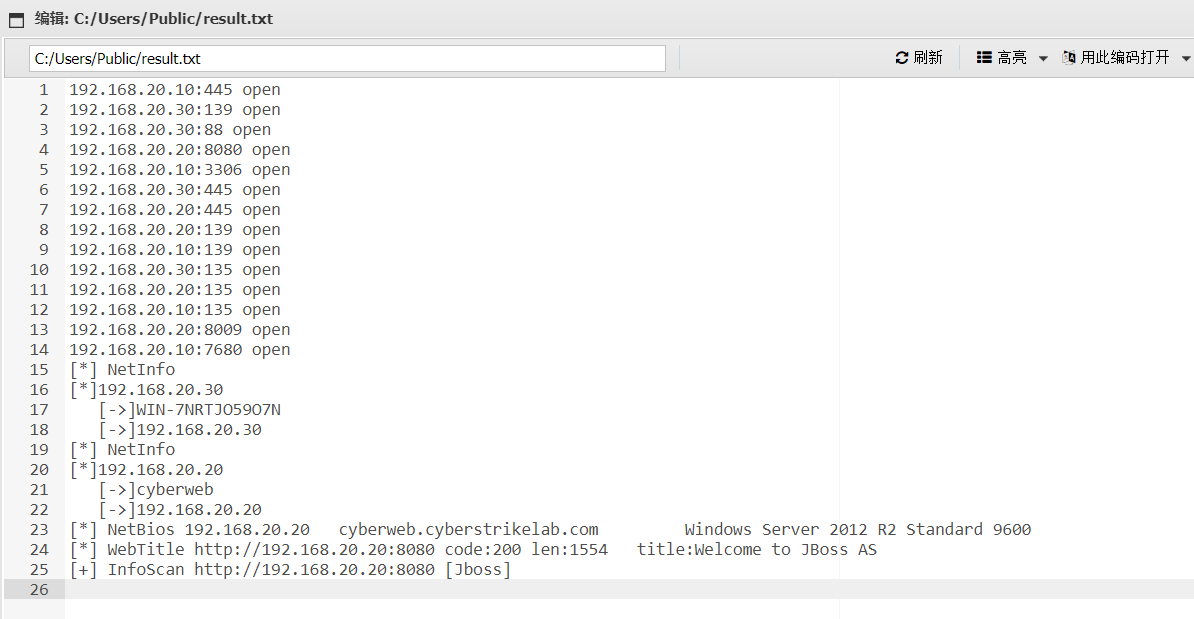 编辑: C:/Users/Public/result.txt
C:/Users/Public/result.txt 刷新 高亮 用此编码打开
1 192.168.20.10:445 open
2 192.168.20.30:139 open
3 192.168.20.30:88 open
4 192.168.20.20:8080 open
5 192.168.20.10:3306 open
6 192.168.20.30:445 open
7 192.168.20.20:445 open
8 192.168.20.20:139 open
9 192.168.20.10:139 open
10 192.168.20.30:135 open
11 192.168.20.20:135 open
12 192.168.20.10:135 open
13 192.168.20.20:8009 open
14 192.168.20.10:7680 open
15 [*] NetInfo
16 [*]192.168.20.30
17    [->]WIN-7NRTJO59O7N
18    [->]192.168.20.30
19 [*] NetInfo
20 [*]192.168.20.20
21    [->]cyberweb
22    [->]192.168.20.20
23 [*] NetBios 192.168.20.20   cyberweb.cyberstrikelab.com         Windows Server 2012 R2 Standard 9600
24 [*] WebTitle http://192.168.20.20:8080 code:200 len:1554   title:Welcome to JBoss AS
25 [+] InfoScan http://192.168.20.20:8080 [Jboss]
26